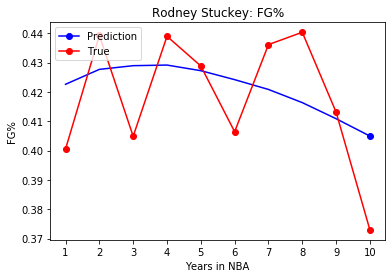 Rodney Stuckey: FG%
Prediction
True
0.44
0.43
0.42
0.41
0.40
0.39
0.38
0.37
FG%
1 2 3 4 5 6 7 8 9 10
Years in NBA